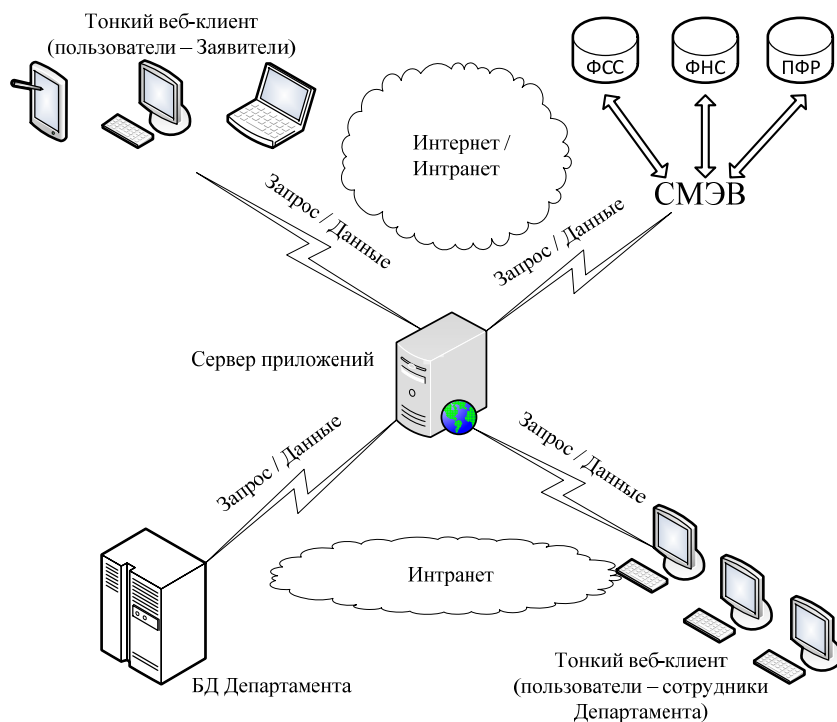 Тонкий веб-клиент
(пользователи – Заявители)
ФСС
ФНС
ПФР
Интернет /
Интранет
СМЭВ
Запрос / Данные
Запрос / Данные
Сервер приложений
Запрос / Данные
Запрос / Данные
Интранет
БД Департамента
Тонкий веб-клиент
(пользователи – сотрудники
Департамента)